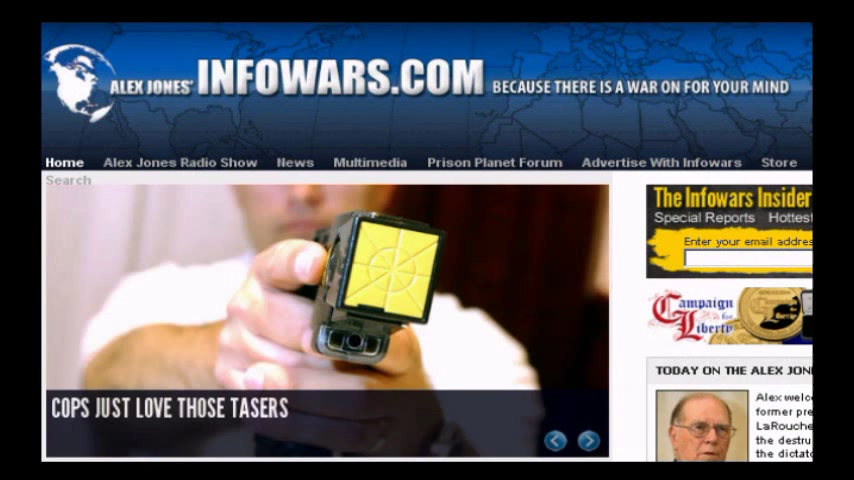 ALEX JONES' INFOWARS.COM BECAUSE THERE IS A WAR ON FOR YOUR MIND
Home Alex Jones Radio Show News Multimedia Prison Planet Forum Advertise With Infowars Store
Search
The Infowars Insider
Special Reports
Enter your email
Campaign
for
Liberty
COPS JUST LOVE THOSE TASERS
TODAY ON THE ALEX
Alex
former
LaRouche
the
the